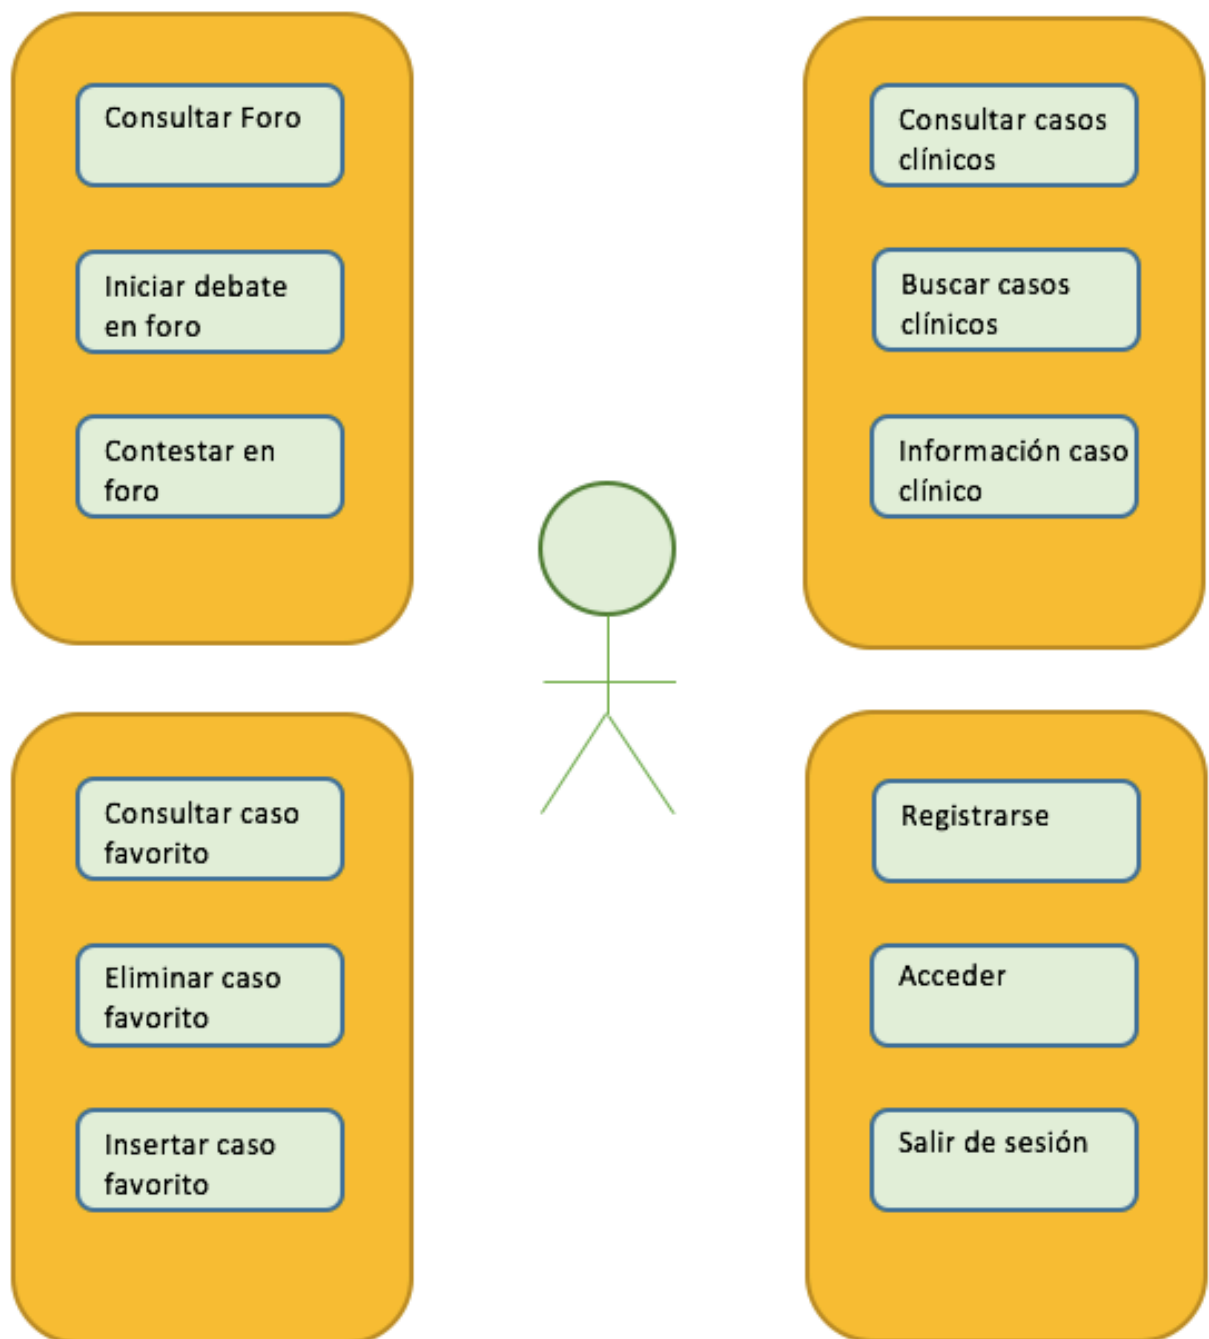 Consultar Foro
Iniciar debate
en foro
Contestar en
foro
Consultar casos
clínicos
Buscar casos
clínicos
Información caso
clínico
Consultar caso
favorito
Eliminar caso
favorito
Insertar caso
favorito
Registrarse
Acceder
Salir de sesión